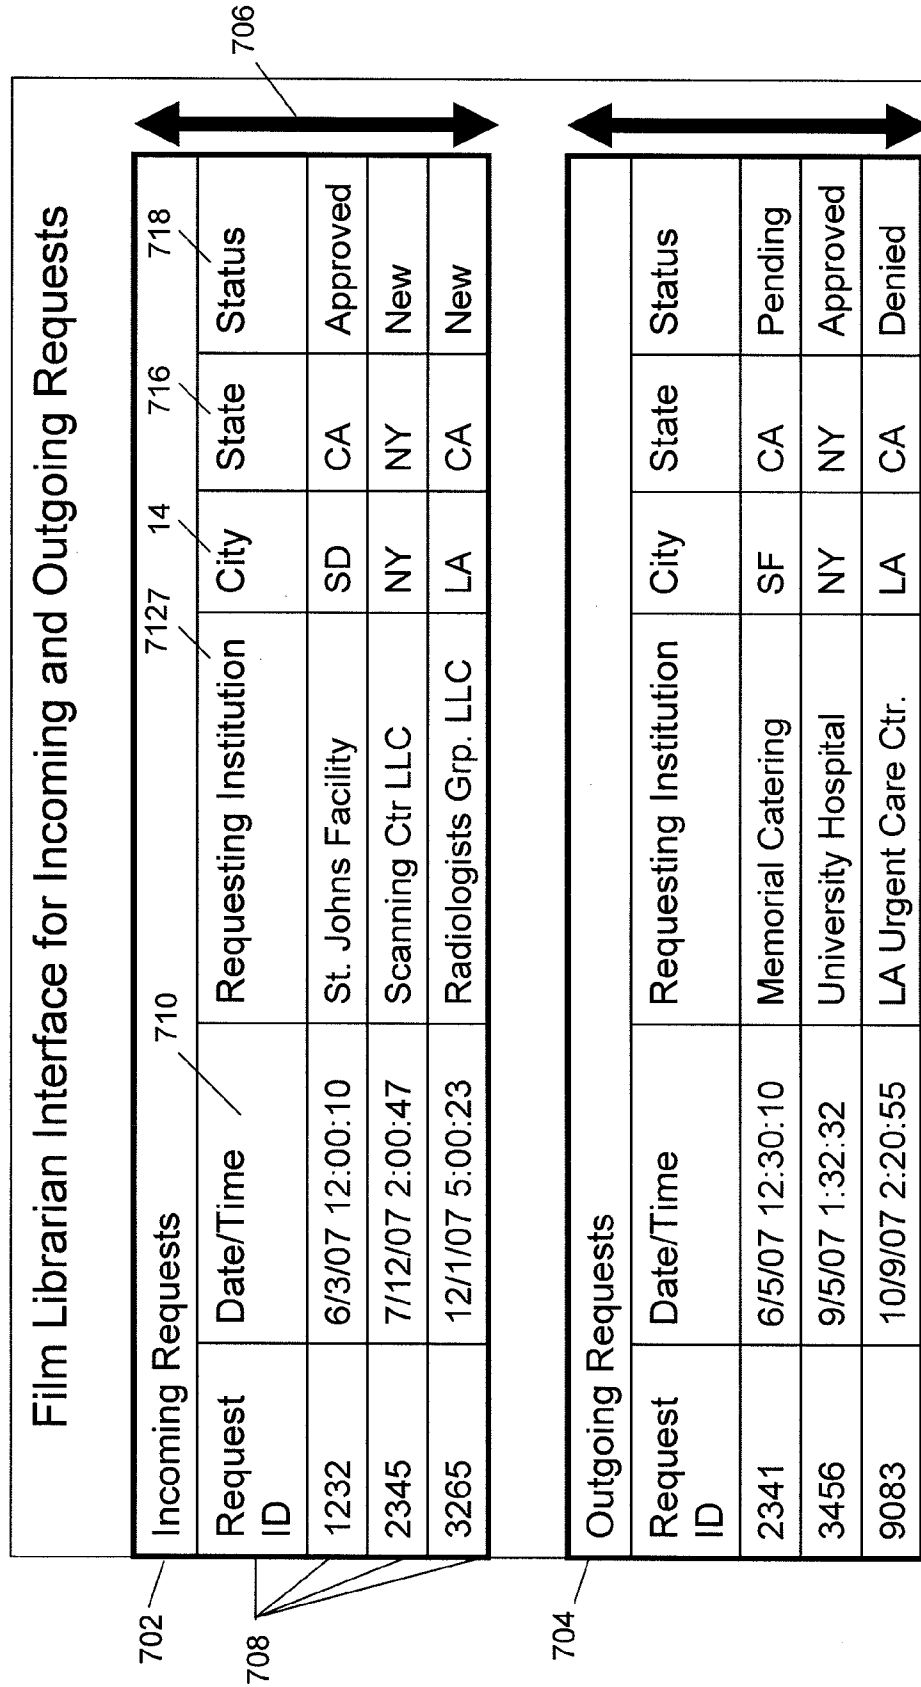 Film Librarian Interface for Incoming and Outgoing Requests
702
Incoming Requests
710
7127
14
716
718
706
708
Request ID Date/Time Requesting Institution City State Status
1232 6/3/07 12:00:10 St. Johns Facility SD CA Approved
2345 7/12/07 2:00:47 Scanning Ctr LLC NY NY New
3265 12/1/07 5:00:23 Radiologists Grp. LLC LA CA New
704
Outgoing Requests
Request ID Date/Time Requesting Institution City State Status
2341 6/5/07 12:30:10 Memorial Catering SF CA Pending
3456 9/5/07 1:32:32 University Hospital NY NY Approved
9083 10/9/07 2:20:55 LA Urgent Care Ctr. LA CA Denied